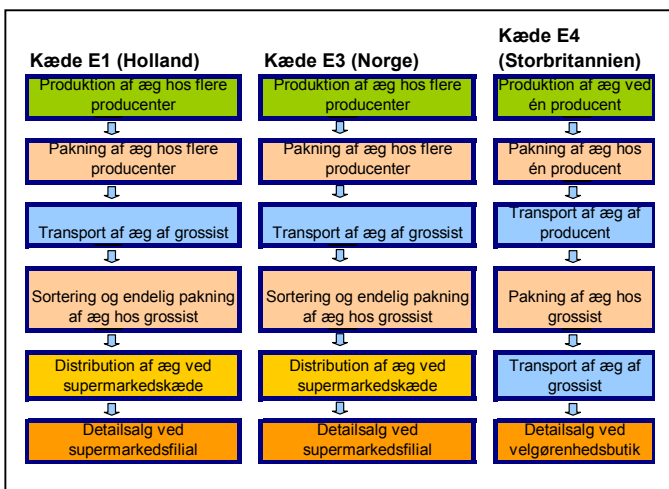 Kæde E1 (Holland)
Produktion af æg hos flere
producenter
Pakning af æg hos flere
producenter
Transport af æg af grossist
Sortering og endelig pakning
af æg hos grossist
Distribution af æg ved
supermarkedskæde
Detailsalg ved
supermarkedsfilial
Kæde E3 (Norge)
Produktion af æg hos flere
producenter
Pakning af æg hos flere
producenter
Transport af æg af grossist
Sortering og endelig pakning
af æg hos grossist
Distribution af æg ved
supermarkedskæde
Detailsalg ved
supermarkedsfilial
Kæde E4
(Storbritannien)
Produktion af æg ved
én producent
Pakning af æg hos
én producent
Transport af æg af
producent
Pakning af æg hos
grossist
Transport af æg af
grossist
Detailsalg ved
velgørenhedsbutik